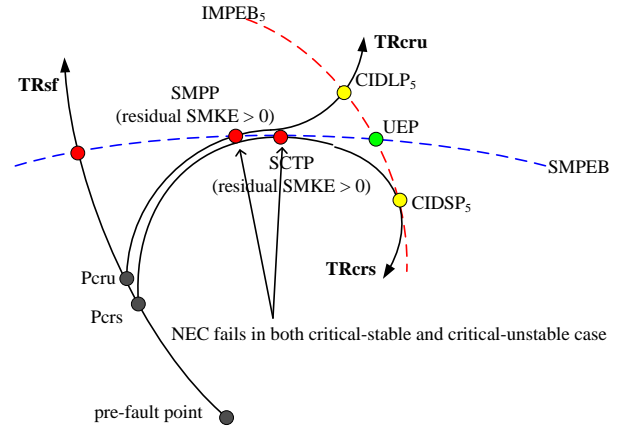 IMPEB5
TRcru
TRsf
CIDLP5
SMPP
(residual SMKE > 0)
UEP
SCTP
(residual SMKE > 0)
SMPEB
CIDSP5
Pcru
TRcrs
Pcrs
NEC fails in both critical-stable and critical-unstable case
pre-fault point